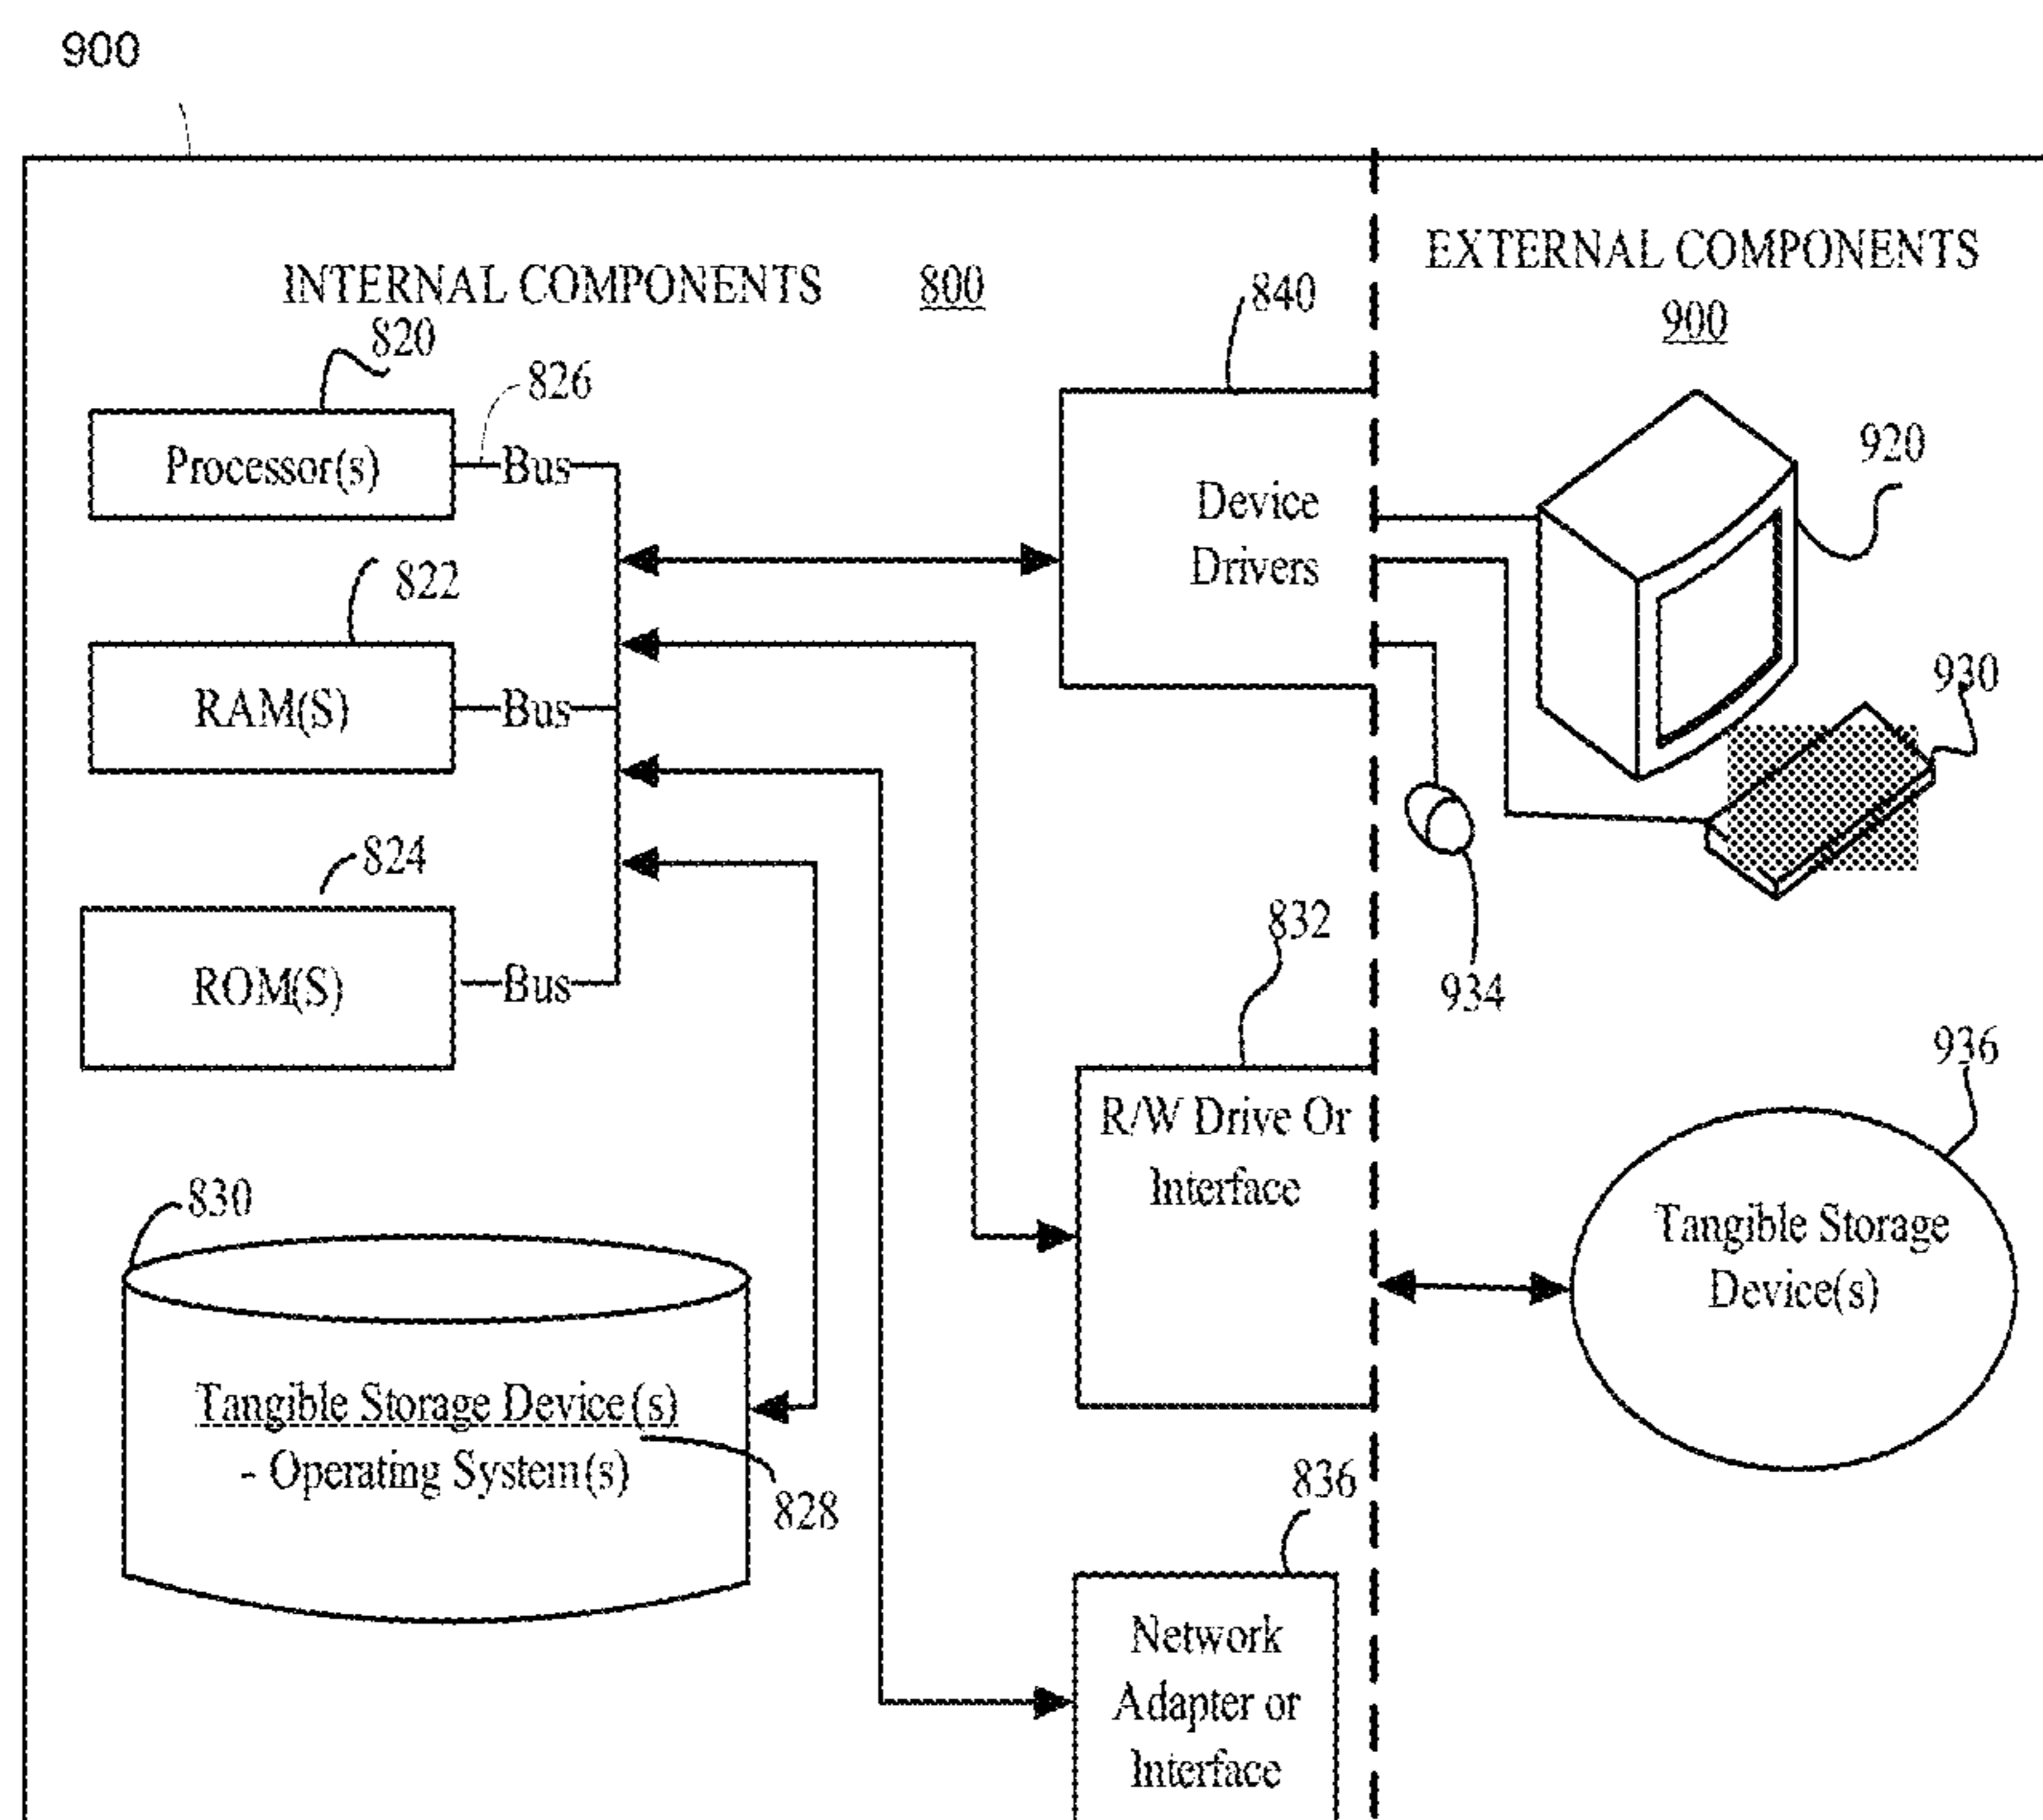 900
INTERNAL COMPONENTS 800
EXTERNAL COMPONENTS
900
820
826
840
Processor(s)
Bus
Device
Drivers
920
822
RAM(S)
Bus
930
824
ROM(S)
Bus
934
832
R/W Drive Or
Interface
936
Tangible Storage
Device(s)
830
Tangible Storage Device(s)
- Operating System(s)
828
836
Network
Adapter or
Interface